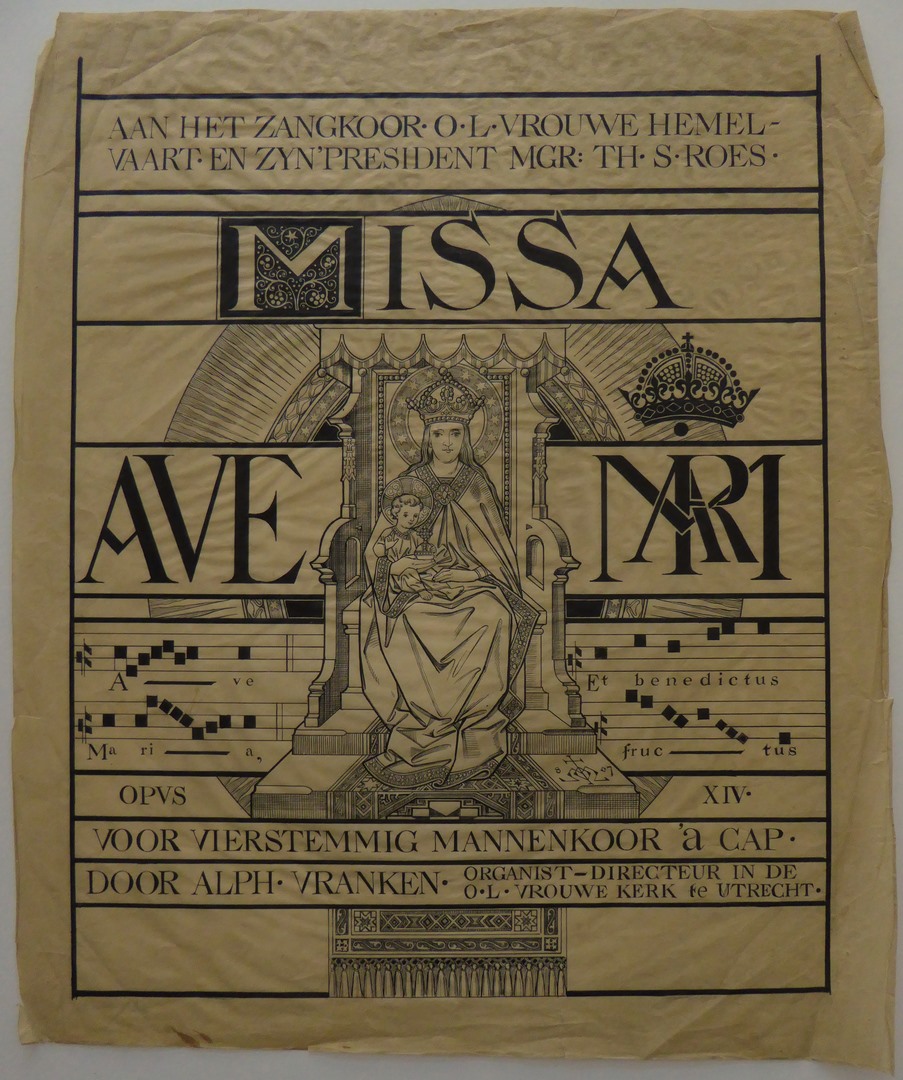 AAN HET ZANGKOOR · O · L · VROUWE HEMEL-
VAART · EN ZYN' PRESIDENT MGR: TH · S · ROES ·
MISSA
AVE MARIA
A — ve
Ma ri — a,
Et benedictus
fruc — tus
OPVS XIV ·
VOOR VIERSTEMMIG MANNENKOOR 'a CAP ·
DOOR ALPH · VRANKEN · ORGANIST-DIRECTEUR IN DE
O · L · VROUWE KERK te UTRECHT ·